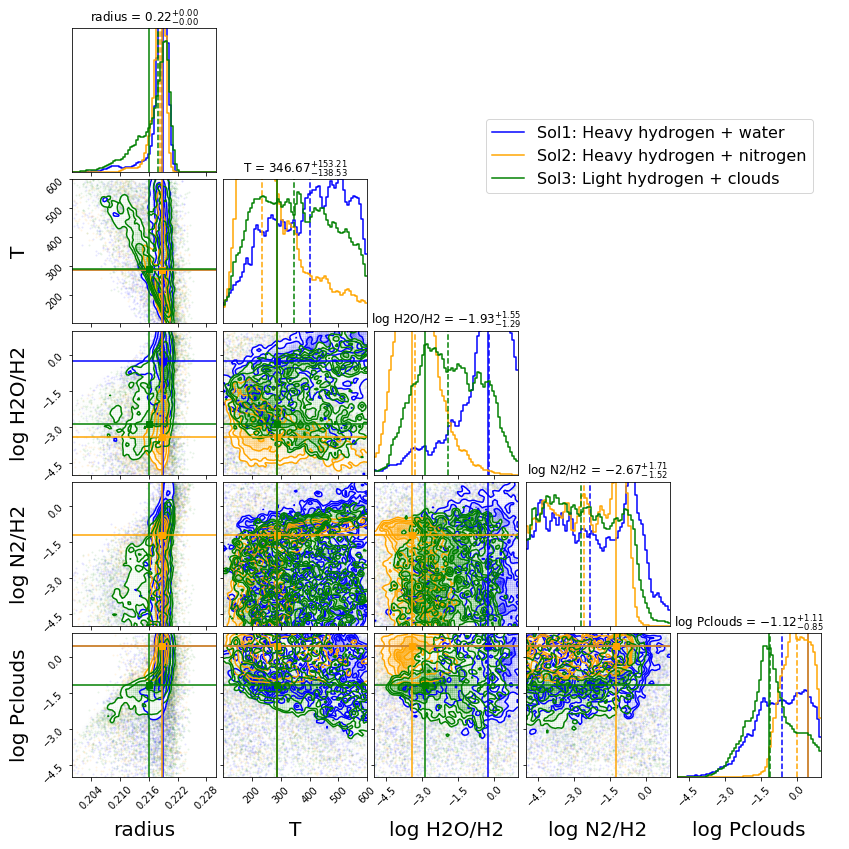 radius = 0.22 +0.00 −0.00
Sol1: Heavy hydrogen + water
Sol2: Heavy hydrogen + nitrogen
Sol3: Light hydrogen + clouds
T = 346.67 +153.21 −138.53
600
500
400
300
200
T
log H2O/H2 = −1.93 +1.55 −1.29
0.0
−1.5
−3.0
−4.5
log H2O/H2
log N2/H2 = −2.67 +1.71 −1.52
0.0
−1.5
−3.0
−4.5
log N2/H2
log Pclouds = −1.12 +1.11 −0.85
0.0
−1.5
−3.0
−4.5
log Pclouds
0.204 0.210 0.216 0.222 0.228 200 300 400 500 600 −4.5 −3.0 −1.5 0.0 −4.5 −3.0 −1.5 0.0 −4.5 −3.0 −1.5 0.0
radius T log H2O/H2 log N2/H2 log Pclouds